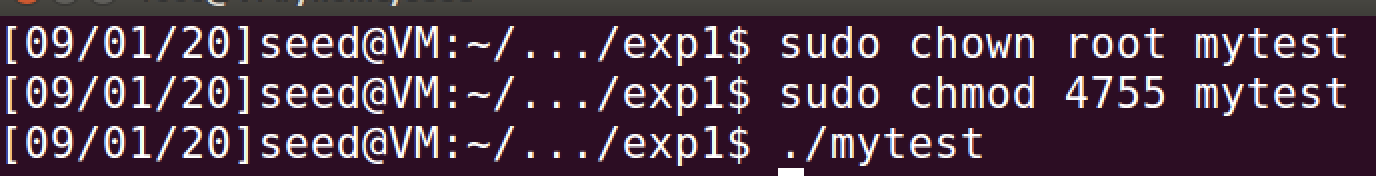 [09/01/20]seed@VM:~/.../exp1$ sudo chown root mytest
[09/01/20]seed@VM:~/.../exp1$ sudo chmod 4755 mytest
[09/01/20]seed@VM:~/.../exp1$ ./mytest